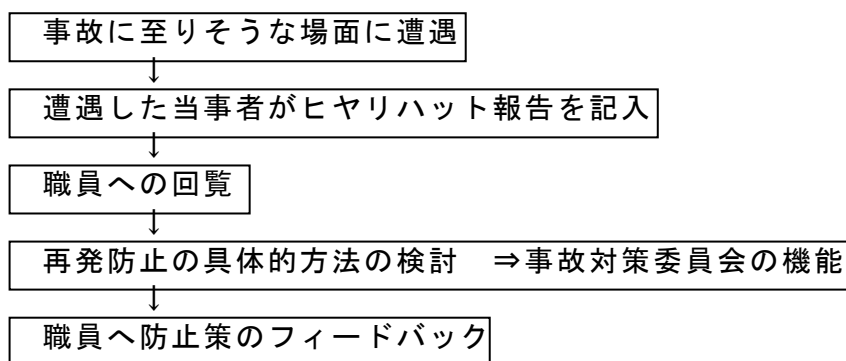 事故に至りそうな場面に遭遇
↓
遭遇した当事者がヒヤリハット報告を記入
↓
職員への回覧
↓
再発防止の具体的方法の検討　⇒事故対策委員会の機能
↓
職員へ防止策のフィードバック